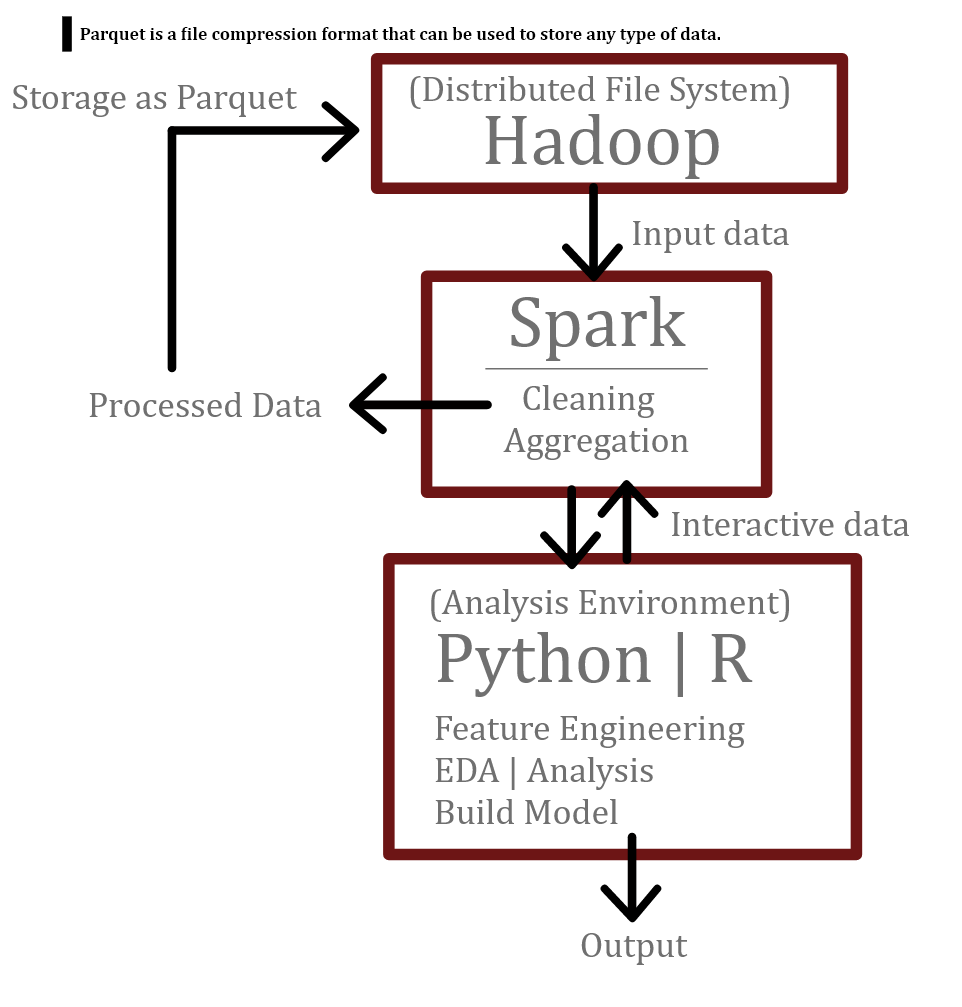 Parquet is a file compression format that can be used to store any type of data.
Storage as Parquet
(Distributed File System)
Hadoop
Input data
Spark
Cleaning
Aggregation
Processed Data
Interactive data
(Analysis Environment)
Python | R
Feature Engineering
EDA | Analysis
Build Model
Output